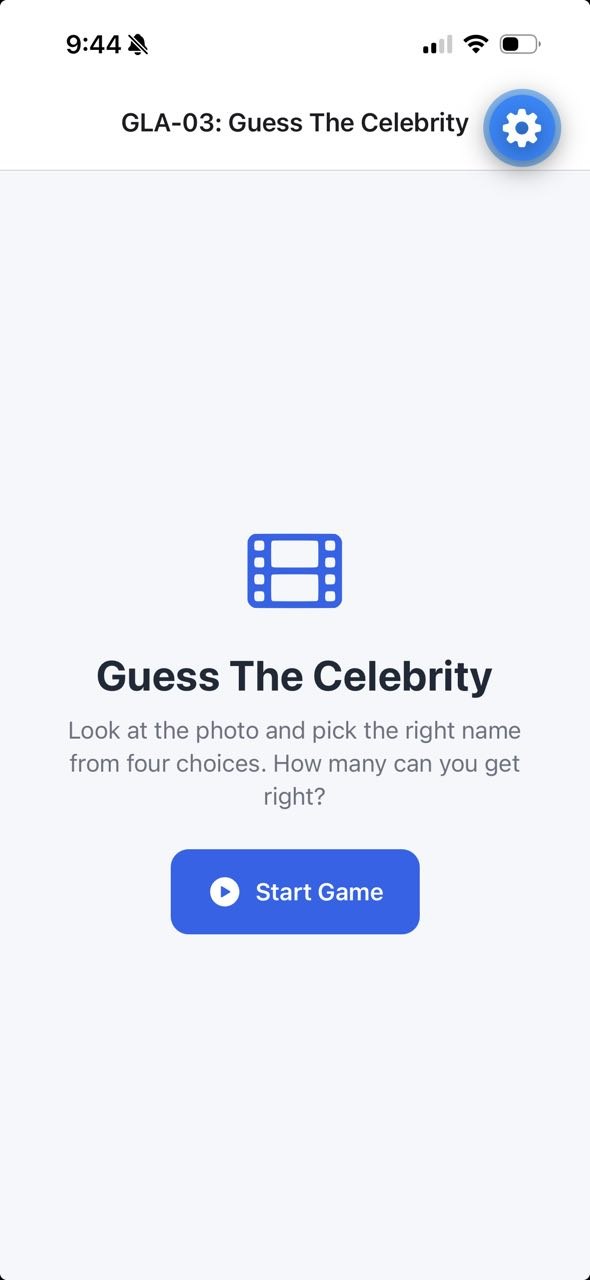 9:44
GLA-03: Guess The Celebrity
Guess The Celebrity
Look at the photo and pick the right name
from four choices. How many can you get
right?
Start Game